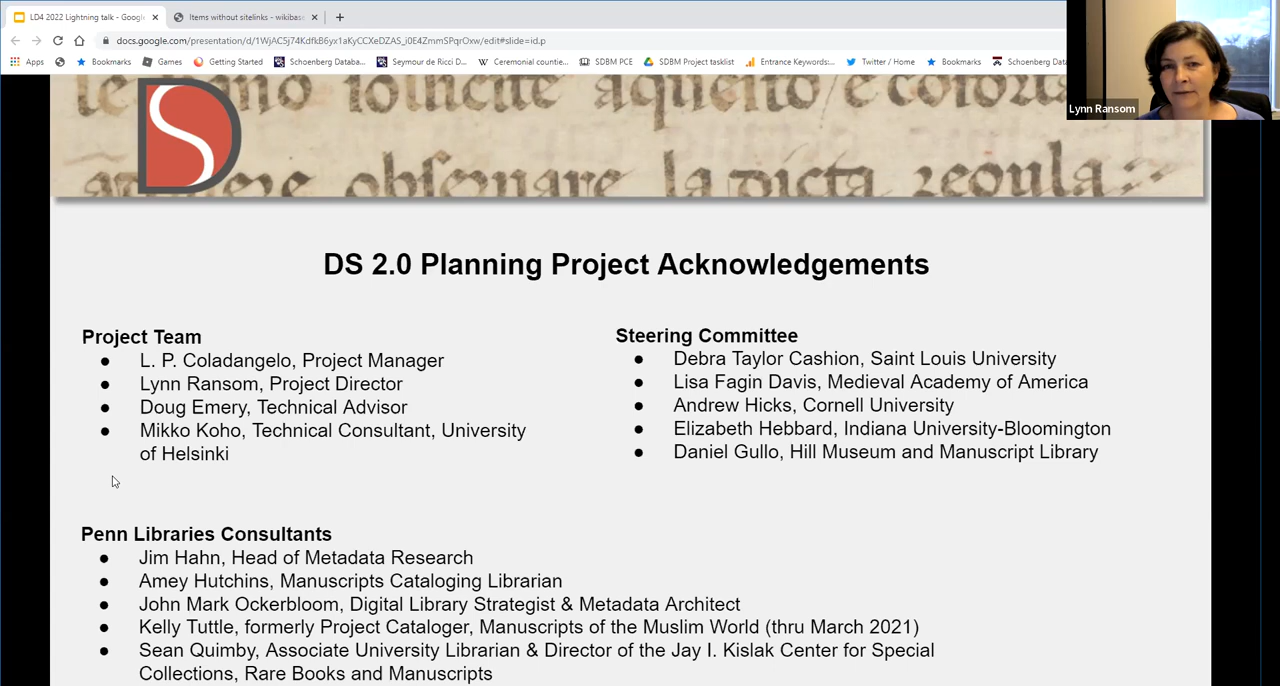 LD4 2022 Lightning talk - Googl
Items without sitelinks - wikibase
docs.google.com/presentation/d/1WjAC5j74KdfkB6yx1aKyCCXeDZAS_i0E4ZmmSPqrOxw/edit#slide=id.p
Apps Bookmarks Games Getting Started Schoenberg Databa... Seymour de Ricci D... Ceremonial countie... SDBM PCE SDBM Project tasklist Entrance Keywords:... Twitter / Home Bookmarks Schoenberg Data
Lynn Ransom
obseruare la dicta regula
DS 2.0 Planning Project Acknowledgements
Project Team
● L. P. Coladangelo, Project Manager
● Lynn Ransom, Project Director
● Doug Emery, Technical Advisor
● Mikko Koho, Technical Consultant, University
of Helsinki
Steering Committee
● Debra Taylor Cashion, Saint Louis University
● Lisa Fagin Davis, Medieval Academy of America
● Andrew Hicks, Cornell University
● Elizabeth Hebbard, Indiana University-Bloomington
● Daniel Gullo, Hill Museum and Manuscript Library
Penn Libraries Consultants
● Jim Hahn, Head of Metadata Research
● Amey Hutchins, Manuscripts Cataloging Librarian
● John Mark Ockerbloom, Digital Library Strategist & Metadata Architect
● Kelly Tuttle, formerly Project Cataloger, Manuscripts of the Muslim World (thru March 2021)
● Sean Quimby, Associate University Librarian & Director of the Jay I. Kislak Center for Special
Collections, Rare Books and Manuscripts